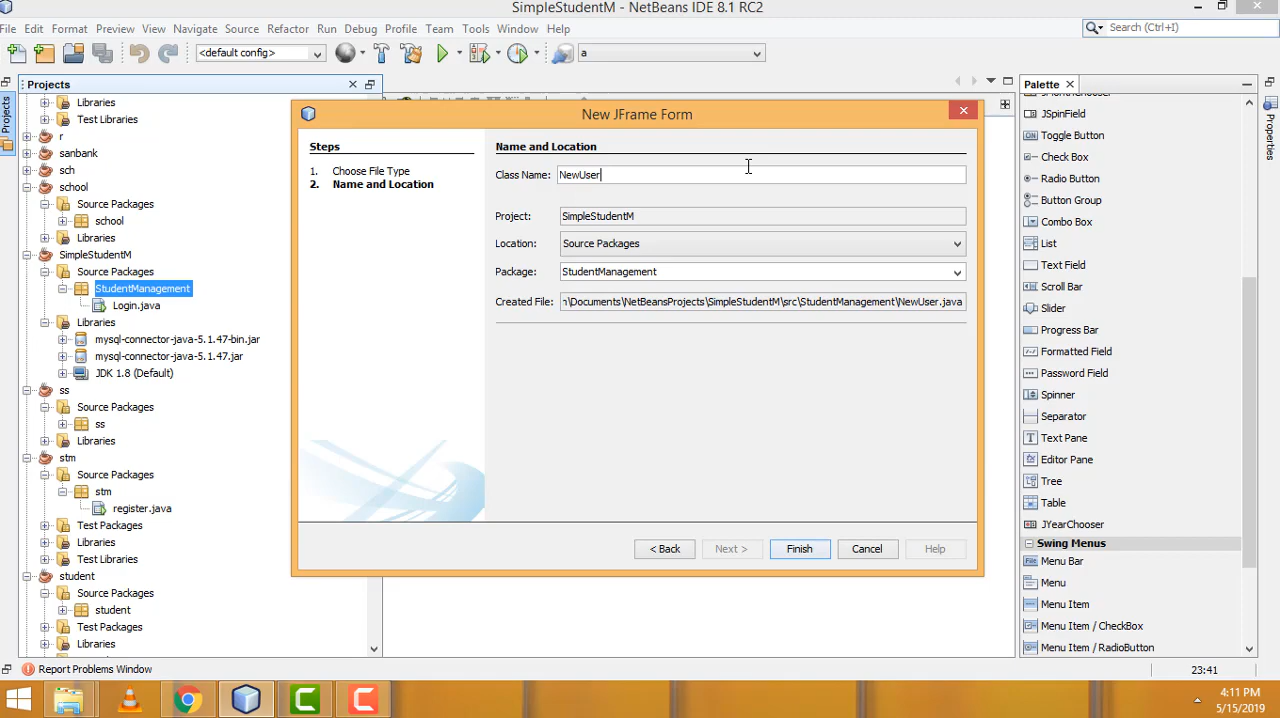 SimpleStudentM - NetBeans IDE 8.1 RC2
File Edit Format Preview View Navigate Source Refactor Run Debug Profile Team Tools Window Help
Search (Ctrl+I)
<default config>
a
Projects
Libraries
Test Libraries
r
sanbank
sch
school
Source Packages
school
Libraries
SimpleStudentM
Source Packages
StudentManagement
Login.java
Libraries
mysql-connector-java-5.1.47-bin.jar
mysql-connector-java-5.1.47.jar
JDK 1.8 (Default)
ss
Source Packages
ss
Libraries
stm
Source Packages
stm
register.java
Test Packages
Libraries
Test Libraries
student
Source Packages
student
Test Packages
Libraries
Projects
New JFrame Form
Steps
1. Choose File Type
2. Name and Location
Name and Location
Class Name: NewUser
Project: SimpleStudentM
Location: Source Packages
Package: StudentManagement
Created File: \Documents\NetBeansProjects\SimpleStudentM\src\StudentManagement\NewUser.java
< Back
Next >
Finish
Cancel
Help
Palette
JSpinField
Toggle Button
Check Box
Radio Button
Button Group
Combo Box
List
Text Field
Scroll Bar
Slider
Progress Bar
Formatted Field
Password Field
Spinner
Separator
Text Pane
Editor Pane
Tree
Table
JYearChooser
Swing Menus
Menu Bar
Menu
Menu Item
Menu Item / CheckBox
Menu Item / RadioButton
Properties
Report Problems Window
23:41
4:11 PM
5/15/2019